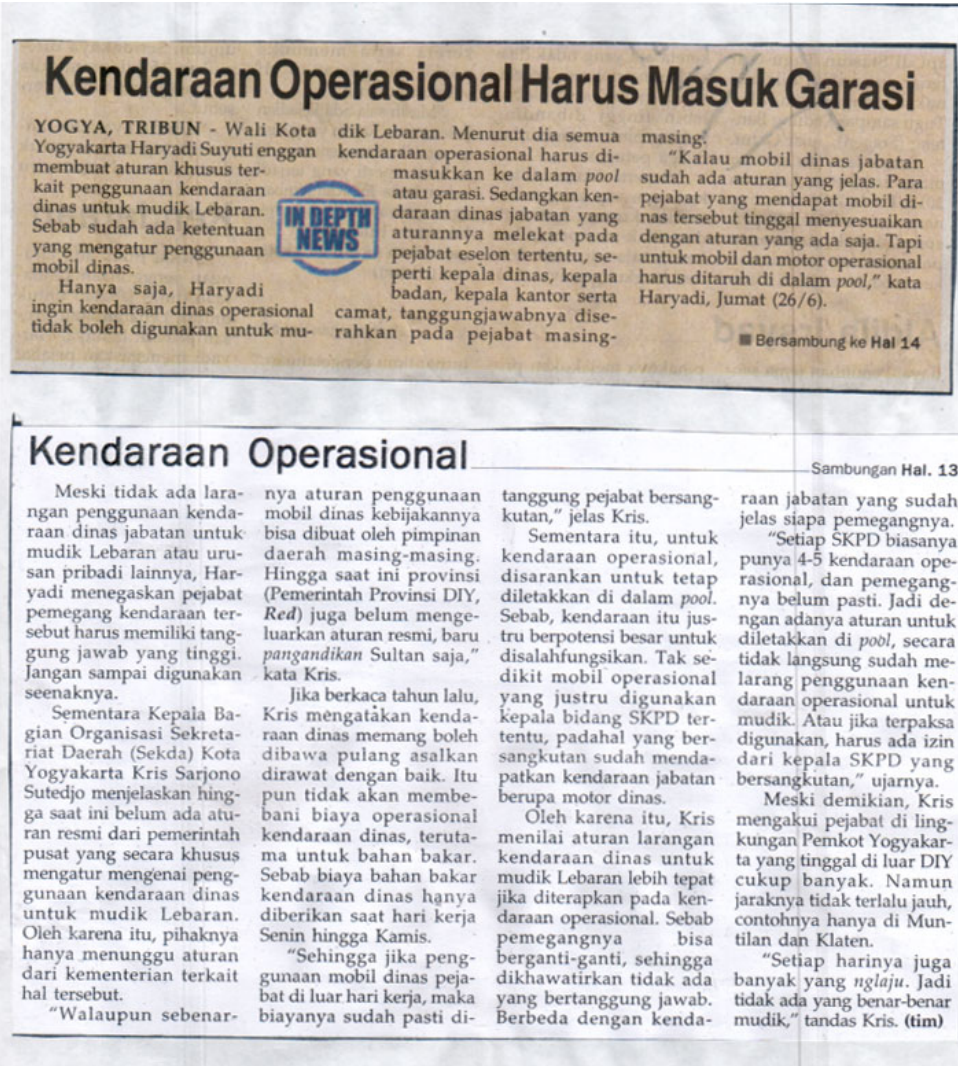 Kendaraan Operasional Harus Masuk Garasi
YOGYA, TRIBUN - Wali Kota
Yogyakarta Haryadi Suyuti enggan
membuat aturan khusus ter-
kait penggunaan kendaraan
dinas untuk mudik Lebaran.
Sebab sudah ada ketentuan
yang mengatur penggunaan
mobil dinas.
Hanya saja, Haryadi
ingin kendaraan dinas operasional
tidak boleh digunakan untuk mu-
IN DEPTH
NEWS
dik Lebaran. Menurut dia semua
kendaraan operasional harus di-
masukkan ke dalam pool
atau garasi. Sedangkan ken-
daraan dinas jabatan yang
aturannya melekat pada
pejabat eselon tertentu, se-
perti kepala dinas, kepala
badan, kepala kantor serta
camat, tanggungjawabnya dise-
rahkan pada pejabat masing-
masing.
"Kalau mobil dinas jabatan
sudah ada aturan yang jelas. Para
pejabat yang mendapat mobil di-
nas tersebut tinggal menyesuaikan
dengan aturan yang ada saja. Tapi
untuk mobil dan motor operasional
harus ditaruh di dalam pool," kata
Haryadi, Jumat (26/6).
■ Bersambung ke Hal 14
Kendaraan Operasional
Sambungan Hal. 13
Meski tidak ada lara-
ngan penggunaan kenda-
raan dinas jabatan untuk
mudik Lebaran atau uru-
san pribadi lainnya, Har-
yadi menegaskan pejabat
pemegang kendaraan ter-
sebut harus memiliki tang-
gung jawab yang tinggi.
Jangan sampai digunakan
seenaknya.
Sementara Kepala Ba-
gian Organisasi Sekreta-
riat Daerah (Sekda) Kota
Yogyakarta Kris Sarjono
Sutedjo menjelaskan hing-
ga saat ini belum ada atu-
ran resmi dari pemerintah
pusat yang secara khusus
mengatur mengenai peng-
gunaan kendaraan dinas
untuk mudik Lebaran.
Oleh karena itu, pihaknya
hanya menunggu aturan
dari kementerian terkait
hal tersebut.
"Walaupun sebenar-
nya aturan penggunaan
mobil dinas kebijakannya
bisa dibuat oleh pimpinan
daerah masing-masing.
Hingga saat ini provinsi
(Pemerintah Provinsi DIY,
Red) juga belum menge-
luarkan aturan resmi, baru
pangandikan Sultan saja,"
kata Kris.
Jika berkaca tahun lalu,
Kris mengatakan kenda-
raan dinas memang boleh
dibawa pulang asalkan
dirawat dengan baik. Itu
pun tidak akan membe-
bani biaya operasional
kendaraan dinas, teruta-
ma untuk bahan bakar.
Sebab biaya bahan bakar
kendaraan dinas hanya
diberikan saat hari kerja
Senin hingga Kamis.
"Sehingga jika peng-
gunaan mobil dinas peja-
bat di luar hari kerja, maka
biayanya sudah pasti di-
tanggung pejabat bersang-
kutan," jelas Kris.
Sementara itu, untuk
kendaraan operasional,
disarankan untuk tetap
diletakkan di dalam pool.
Sebab, kendaraan itu jus-
tru berpotensi besar untuk
disalahfungsikan. Tak se-
dikit mobil operasional
yang justru digunakan
kepala bidang SKPD ter-
tentu, padahal yang ber-
sangkutan sudah menda-
patkan kendaraan jabatan
berupa motor dinas.
Oleh karena itu, Kris
menilai aturan larangan
kendaraan dinas untuk
mudik Lebaran lebih tepat
jika diterapkan pada ken-
daraan operasional. Sebab
pemegangnya bisa
berganti-ganti, sehingga
dikhawatirkan tidak ada
yang bertanggung jawab.
Berbeda dengan kenda-
raan jabatan yang sudah
jelas siapa pemegangnya.
"Setiap SKPD biasanya
punya 4-5 kendaraan ope-
rasional, dan pemegang-
nya belum pasti. Jadi de-
ngan adanya aturan untuk
diletakkan di pool, secara
tidak langsung sudah me-
larang penggunaan ken-
daraan operasional untuk
mudik. Atau jika terpaksa
digunakan, harus ada izin
dari kepala SKPD yang
bersangkutan," ujarnya.
Meski demikian, Kris
mengakui pejabat di ling-
kungan Pemkot Yogyakar-
ta yang tinggal di luar DIY
cukup banyak. Namun
jaraknya tidak terlalu jauh,
contohnya hanya di Mun-
tilan dan Klaten.
"Setiap harinya juga
banyak yang nglaju. Jadi
tidak ada yang benar-benar
mudik," tandas Kris. (tim)